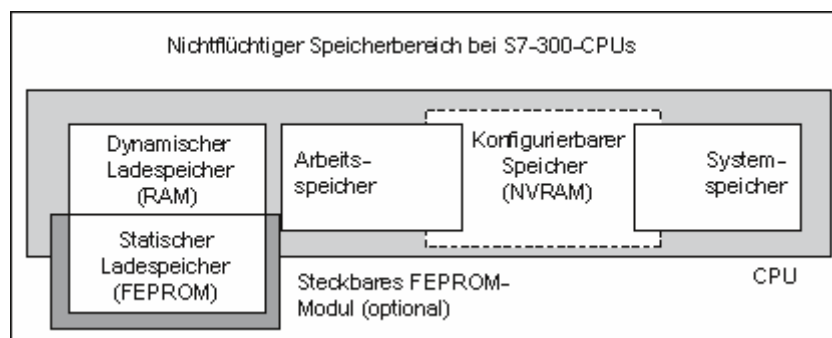 Nichtflüchtiger Speicherbereich bei S7-300-CPUs
Dynamischer
Ladespeicher
(RAM)
Statischer
Ladespeicher
(FEPROM)
Arbeits-
speicher
Konfigurierbarer
Speicher
(NVRAM)
System-
speicher
Steckbares FEPROM-
Modul (optional)
CPU